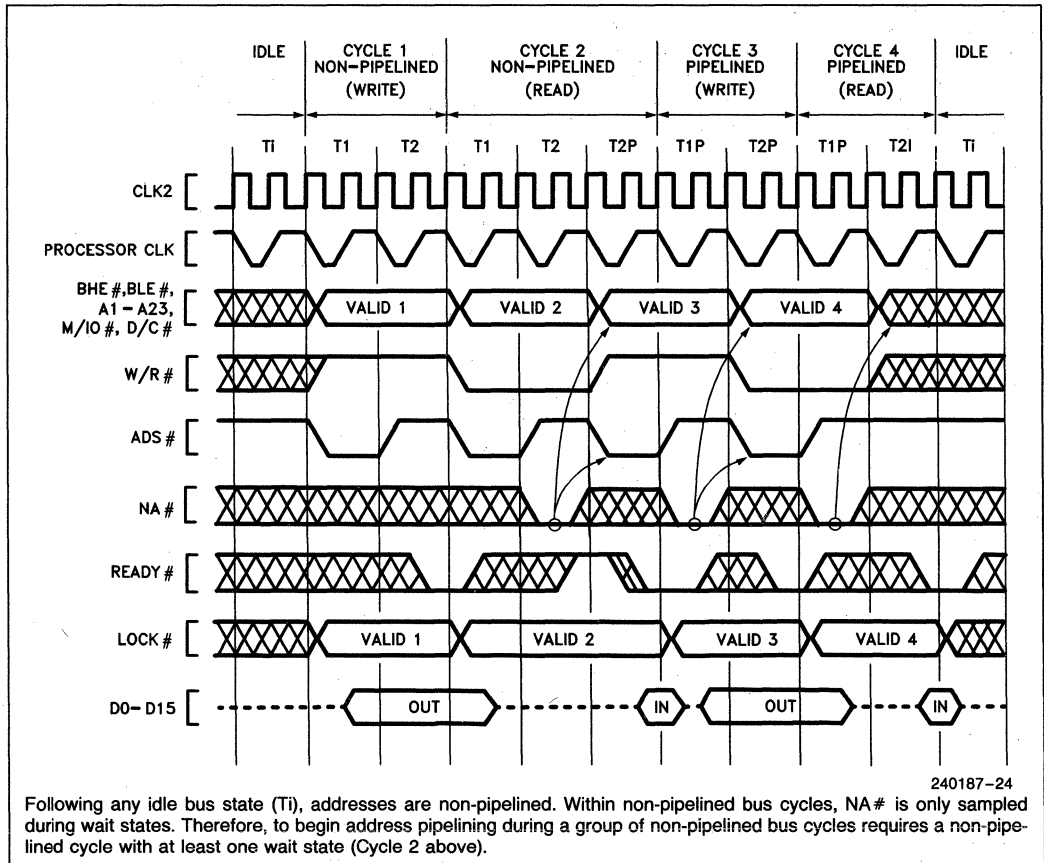 IDLE CYCLE 1 CYCLE 2 CYCLE 3 CYCLE 4 IDLE
NON-PIPELINED NON-PIPELINED PIPELINED PIPELINED
(WRITE) (READ) (WRITE) (READ)
Ti T1 T2 T1 T2 T2P T1P T2P T1P T2I Ti
CLK2
PROCESSOR CLK
BHE#,BLE#,
A1-A23,
M/IO#, D/C#
VALID 1 VALID 2 VALID 3 VALID 4
W/R#
ADS#
NA#
READY#
LOCK# VALID 1 VALID 2 VALID 3 VALID 4
D0-D15 OUT IN OUT IN
240187-24
Following any idle bus state (Ti), addresses are non-pipelined. Within non-pipelined bus cycles, NA# is only sampled
during wait states. Therefore, to begin address pipelining during a group of non-pipelined bus cycles requires a non-pipe-
lined cycle with at least one wait state (Cycle 2 above).